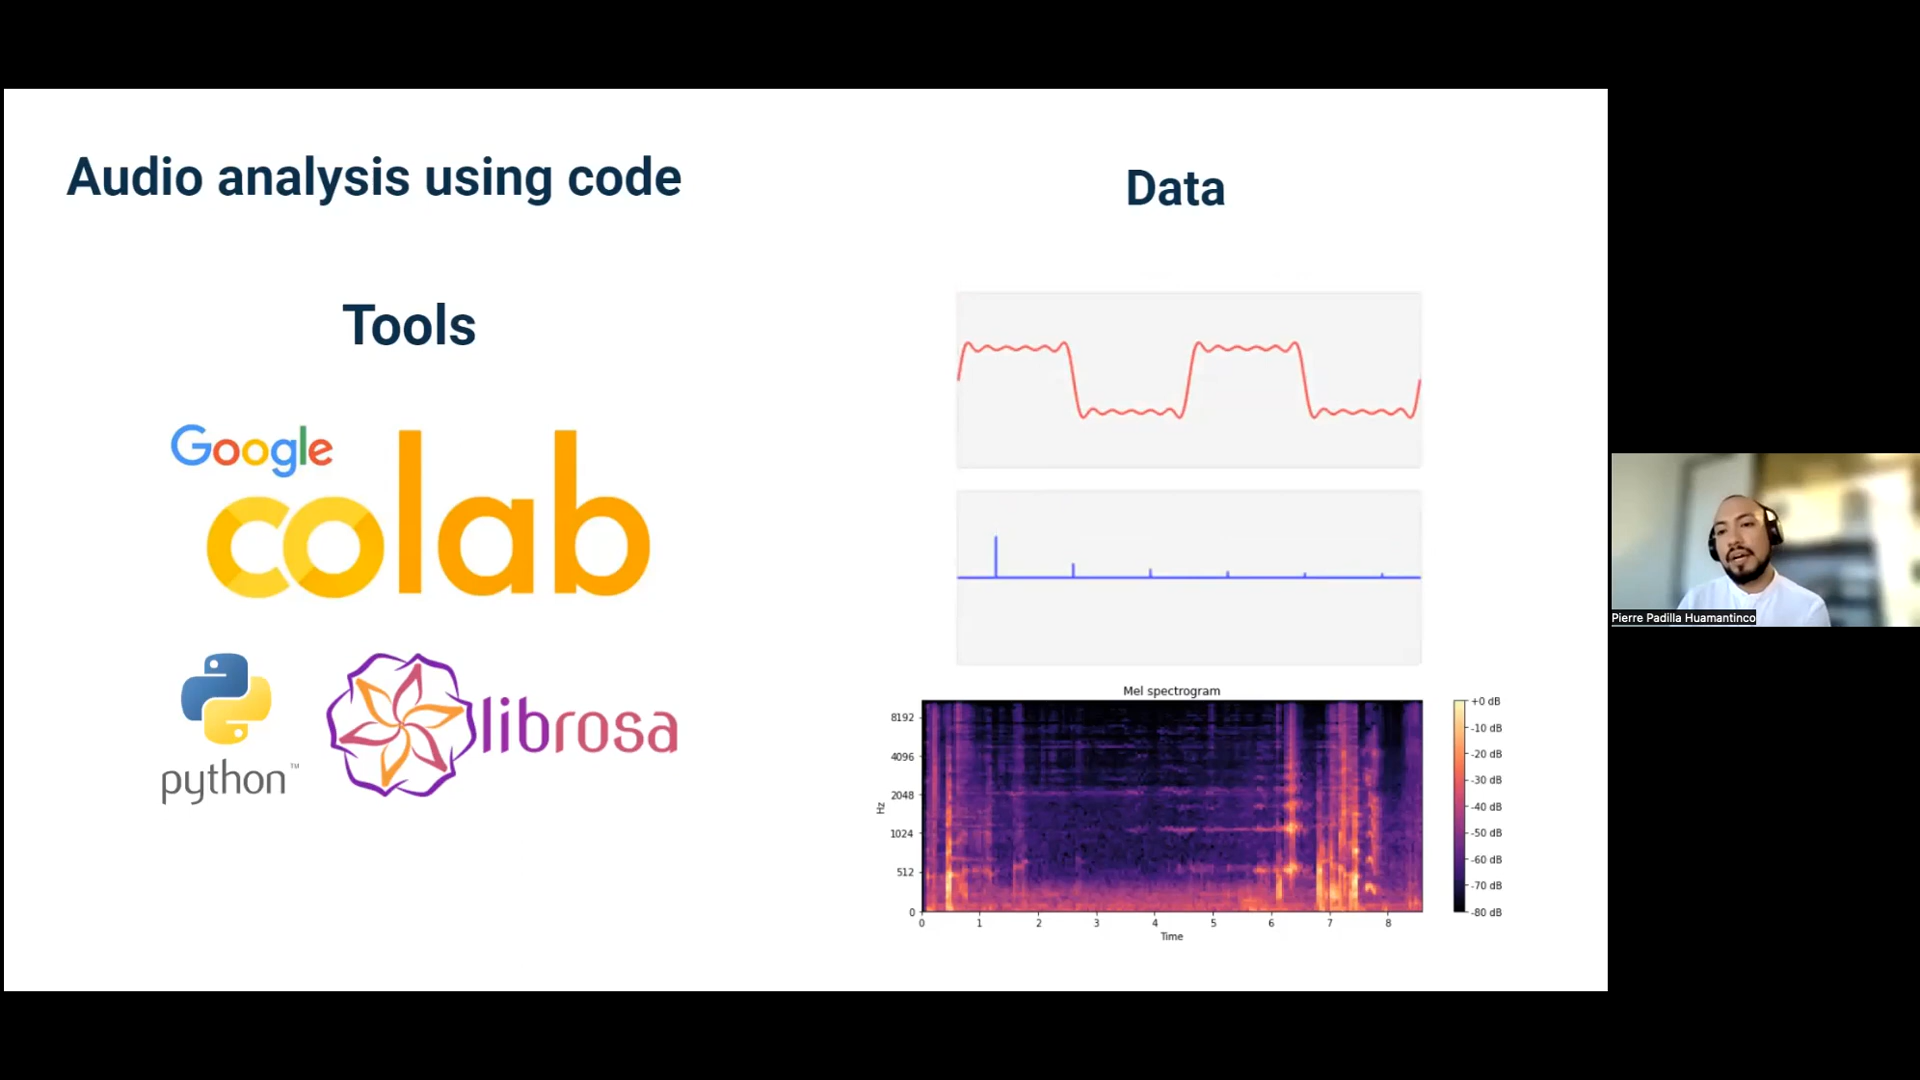 Audio analysis using code
Tools
Google
colab
python™
librosa
Data
Mel spectrogram
Hz
8192
4096
2048
1024
512
0
0 1 2 3 4 5 6 7 8
Time
+0 dB
-10 dB
-20 dB
-30 dB
-40 dB
-50 dB
-60 dB
-70 dB
-80 dB
Pierre Padilla Huamantinco